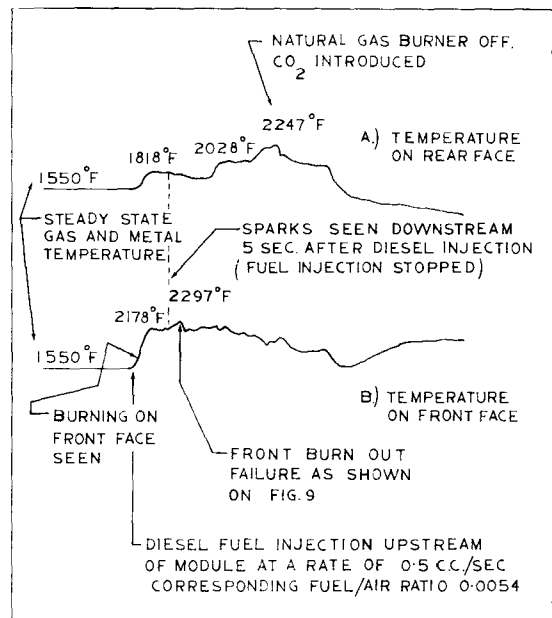 NATURAL GAS BURNER OFF.
CO2 INTRODUCED
2247°F
2028°F
1818°F
A.) TEMPERATURE
ON REAR FACE
1550°F
STEADY STATE
GAS AND METAL
TEMPERATURE
SPARKS SEEN DOWNSTREAM
5 SEC. AFTER DIESEL INJECTION
(FUEL INJECTION STOPPED)
2297°F
2178°F
1550°F
B.) TEMPERATURE
ON FRONT FACE
BURNING ON
FRONT FACE
SEEN
FRONT BURN OUT
FAILURE AS SHOWN
ON FIG. 9
DIESEL FUEL INJECTION UPSTREAM
OF MODULE AT A RATE OF 0·5 C.C./SEC
CORRESPONDING FUEL/AIR RATIO 0·0054